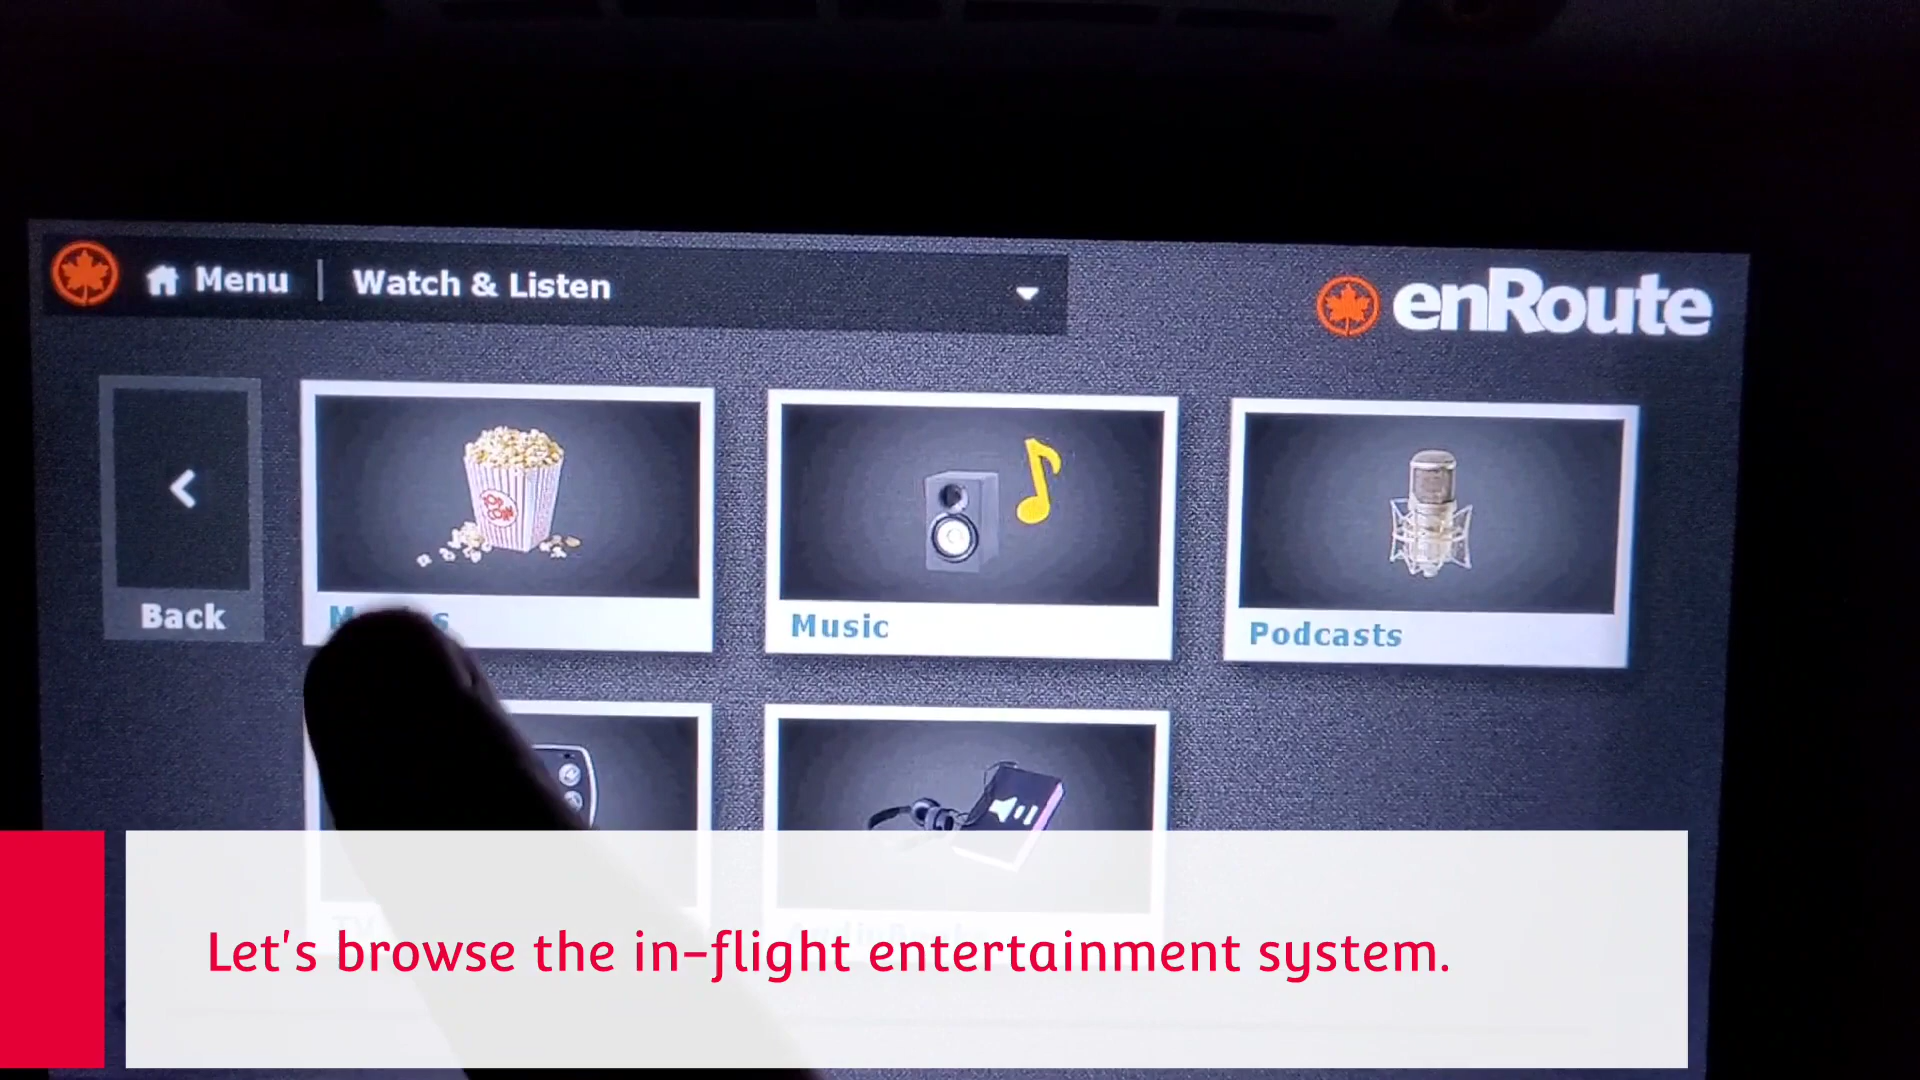 Menu | Watch & Listen
enRoute
Back
Music
Podcasts
Let's browse the in-flight entertainment system.